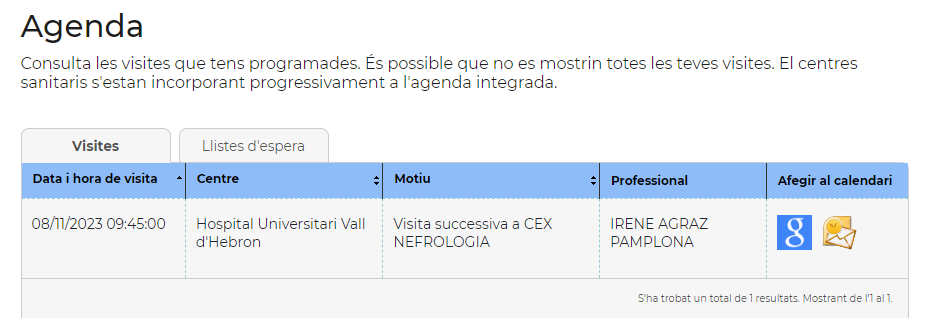 Agenda
Consulta les visites que tens programades. És possible que no es mostrin totes les teves visites. El centres
sanitaris s'estan incorporant progressivament a l'agenda integrada.
Visites
Llistes d'espera
Data i hora de visita
Centre
Motiu
Professional
Afegir al calendari
08/11/2023 09:45:00
Hospital Universitari Vall
d'Hebron
Visita successiva a CEX
NEFROLOGIA
IRENE AGRAZ
PAMPLONA
g
S'ha trobat un total de 1 resultats. Mostrant de l'1 al 1.